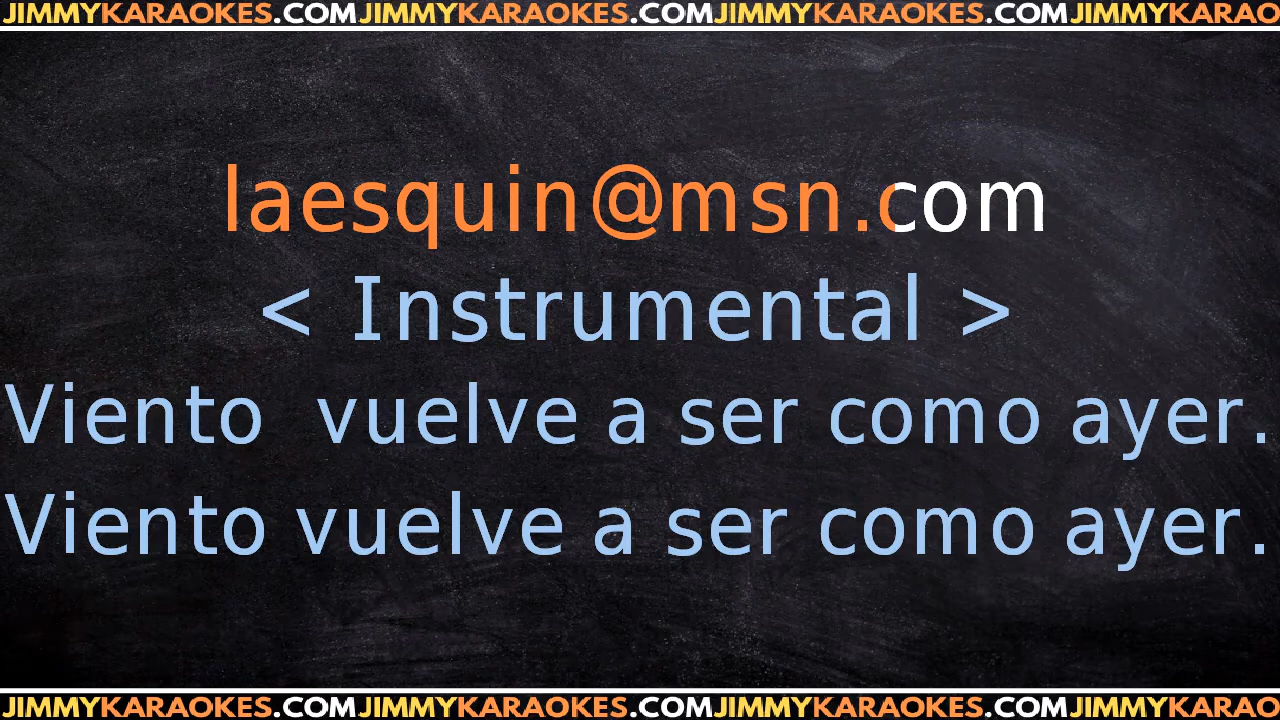 JIMMYKARAOKES.COMJIMMYKARAOKES.COMJIMMYKARAOKES.COMJIMMYKARAO
laesquin@msn.com
< Instrumental >
Viento  vuelve a ser como ayer.
Viento vuelve a ser como ayer.
JIMMYKARAOKES.COMJIMMYKARAOKES.COMJIMMYKARAOKES.COMJIMMYKARAO